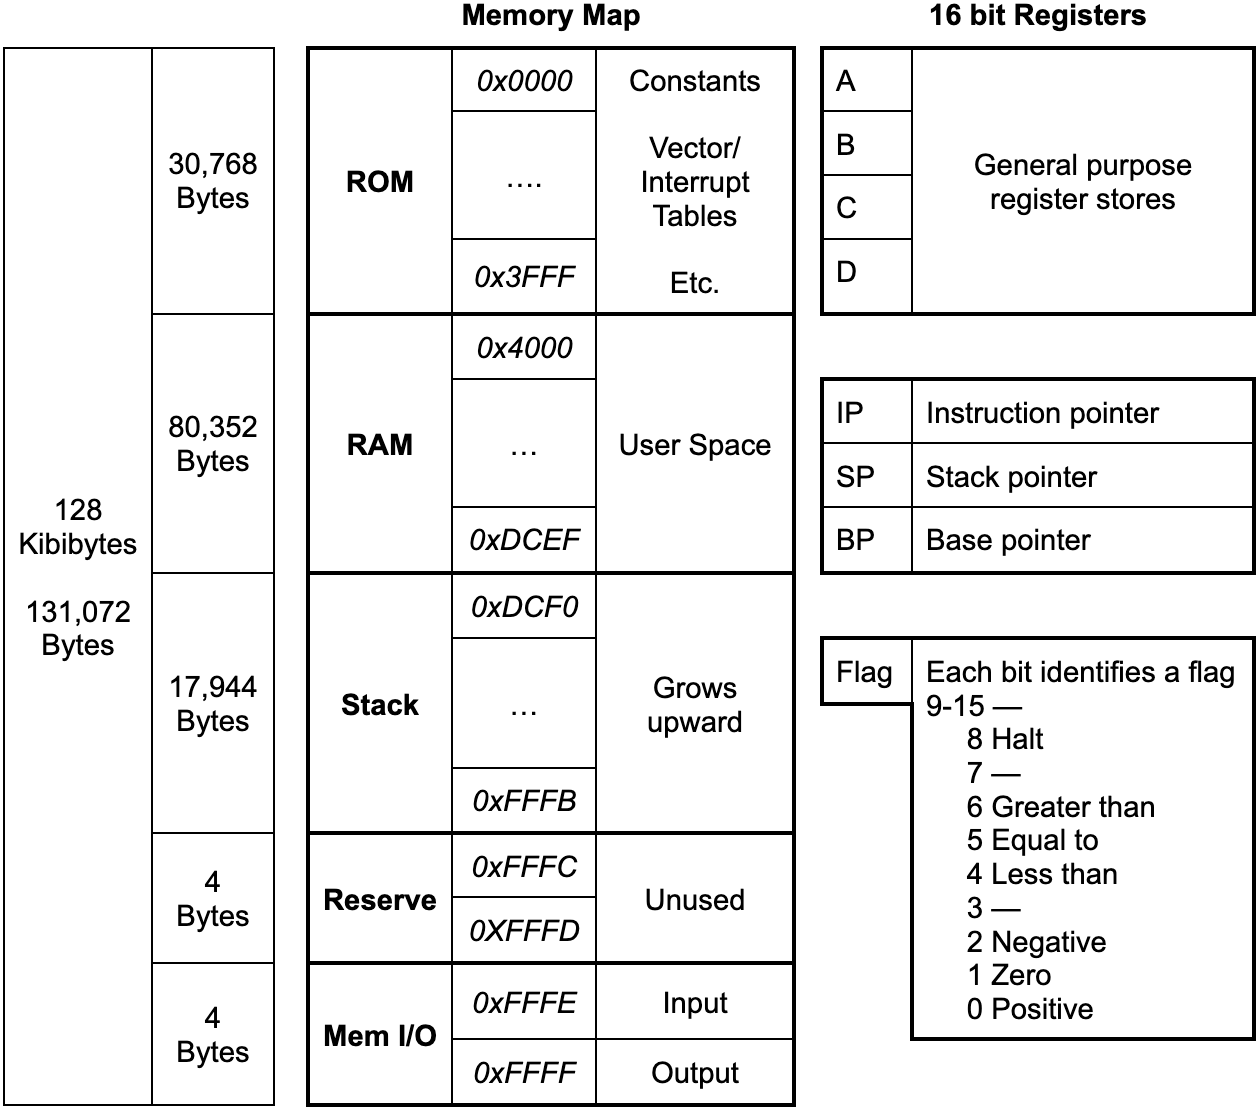 Memory Map
16 bit Registers
128
Kibibytes
131,072
Bytes
30,768
Bytes
ROM
0x0000
….
0x3FFF
Constants
Vector/
Interrupt
Tables
Etc.
80,352
Bytes
RAM
0x4000
…
0xDCEF
User Space
17,944
Bytes
Stack
0xDCF0
…
0xFFFB
Grows
upward
4
Bytes
Reserve
0xFFFC
0XFFFD
Unused
4
Bytes
Mem I/O
0xFFFE
Input
0xFFFF
Output
A
B
C
D
General purpose
register stores
IP
Instruction pointer
SP
Stack pointer
BP
Base pointer
Flag
Each bit identifies a flag
9-15 —
8 Halt
7 —
6 Greater than
5 Equal to
4 Less than
3 —
2 Negative
1 Zero
0 Positive